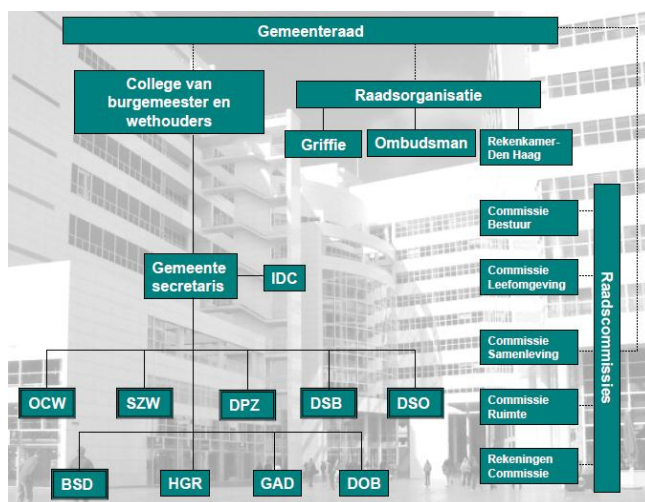 Gemeenteraad
College van
burgemeester en
wethouders
Raadsorganisatie
Griffie
Ombudsman
Rekenkamer-
Den Haag
Commissie
Bestuur
Gemeente
secretaris
IDC
Commissie
Leefomgeving
Commissie
Samenleving
Commissie
Ruimte
Rekeningen
Commissie
Raadscommissies
OCW
SZW
DPZ
DSB
DSO
BSD
HGR
GAD
DOB